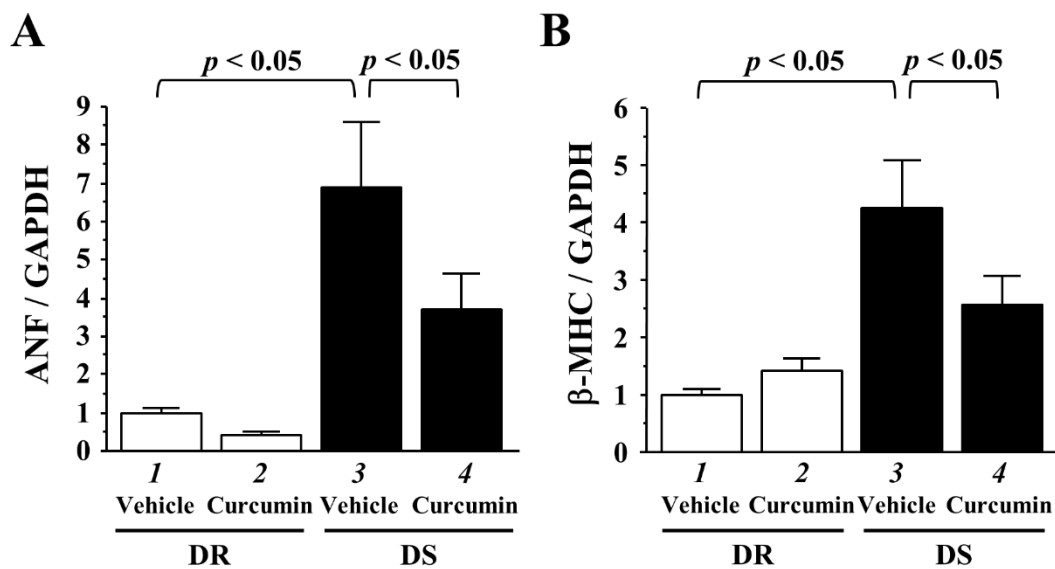 A
p < 0.05
p < 0.05
ANF / GAPDH
9
8
7
6
5
4
3
2
1
0
1
2
3
4
Vehicle
Curcumin
Vehicle
Curcumin
DR
DS
B
p < 0.05
p < 0.05
β-MHC / GAPDH
6
5
4
3
2
1
0
1
2
3
4
Vehicle
Curcumin
Vehicle
Curcumin
DR
DS